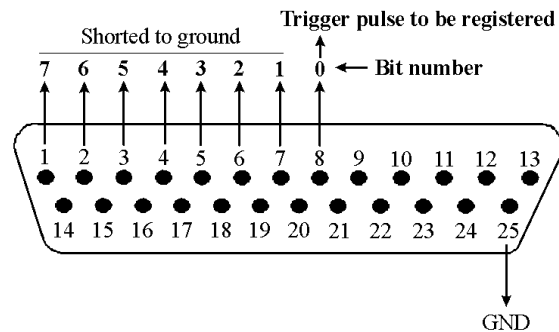 Trigger pulse to be registered
Shorted to ground
7 6 5 4 3 2 1 0 Bit number
1 2 3 4 5 6 7 8 9 10 11 12 13
14 15 16 17 18 19 20 21 22 23 24 25
GND